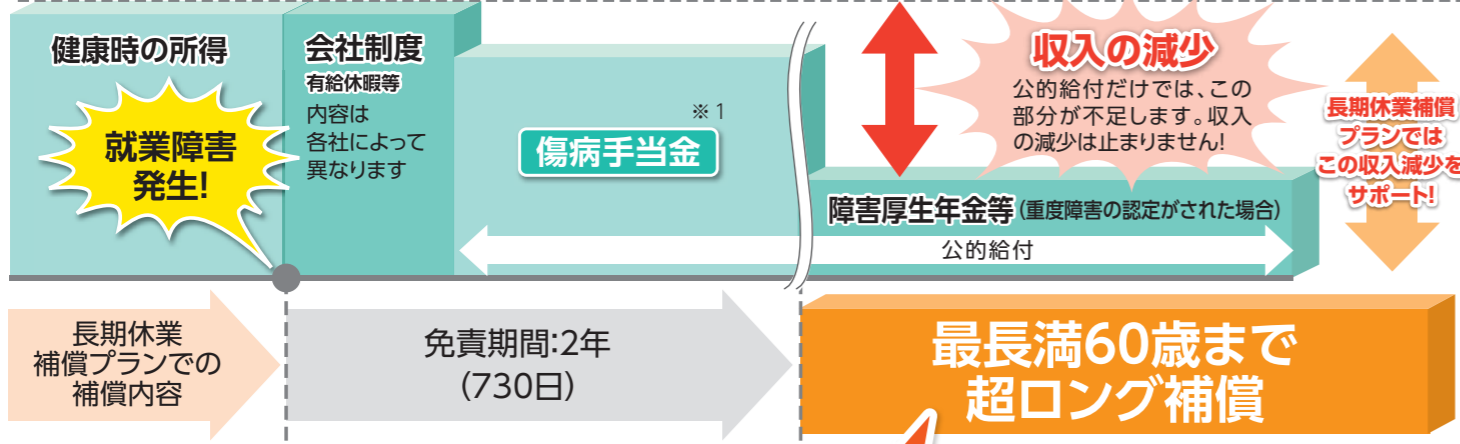 健康時の所得
就業障害
発生!
会社制度
有給休暇等
内容は
各社によって
異なります
※1
傷病手当金
収入の減少
公的給付だけでは、この
部分が不足します。収入
の減少は止まりません!
障害厚生年金等(重度障害の認定がされた場合)
公的給付
長期休業補償
プランでは
この収入減少を
サポート!
長期休業
補償プランでの
補償内容
免責期間:2年
(730日)
最長満60歳まで
超ロング補償